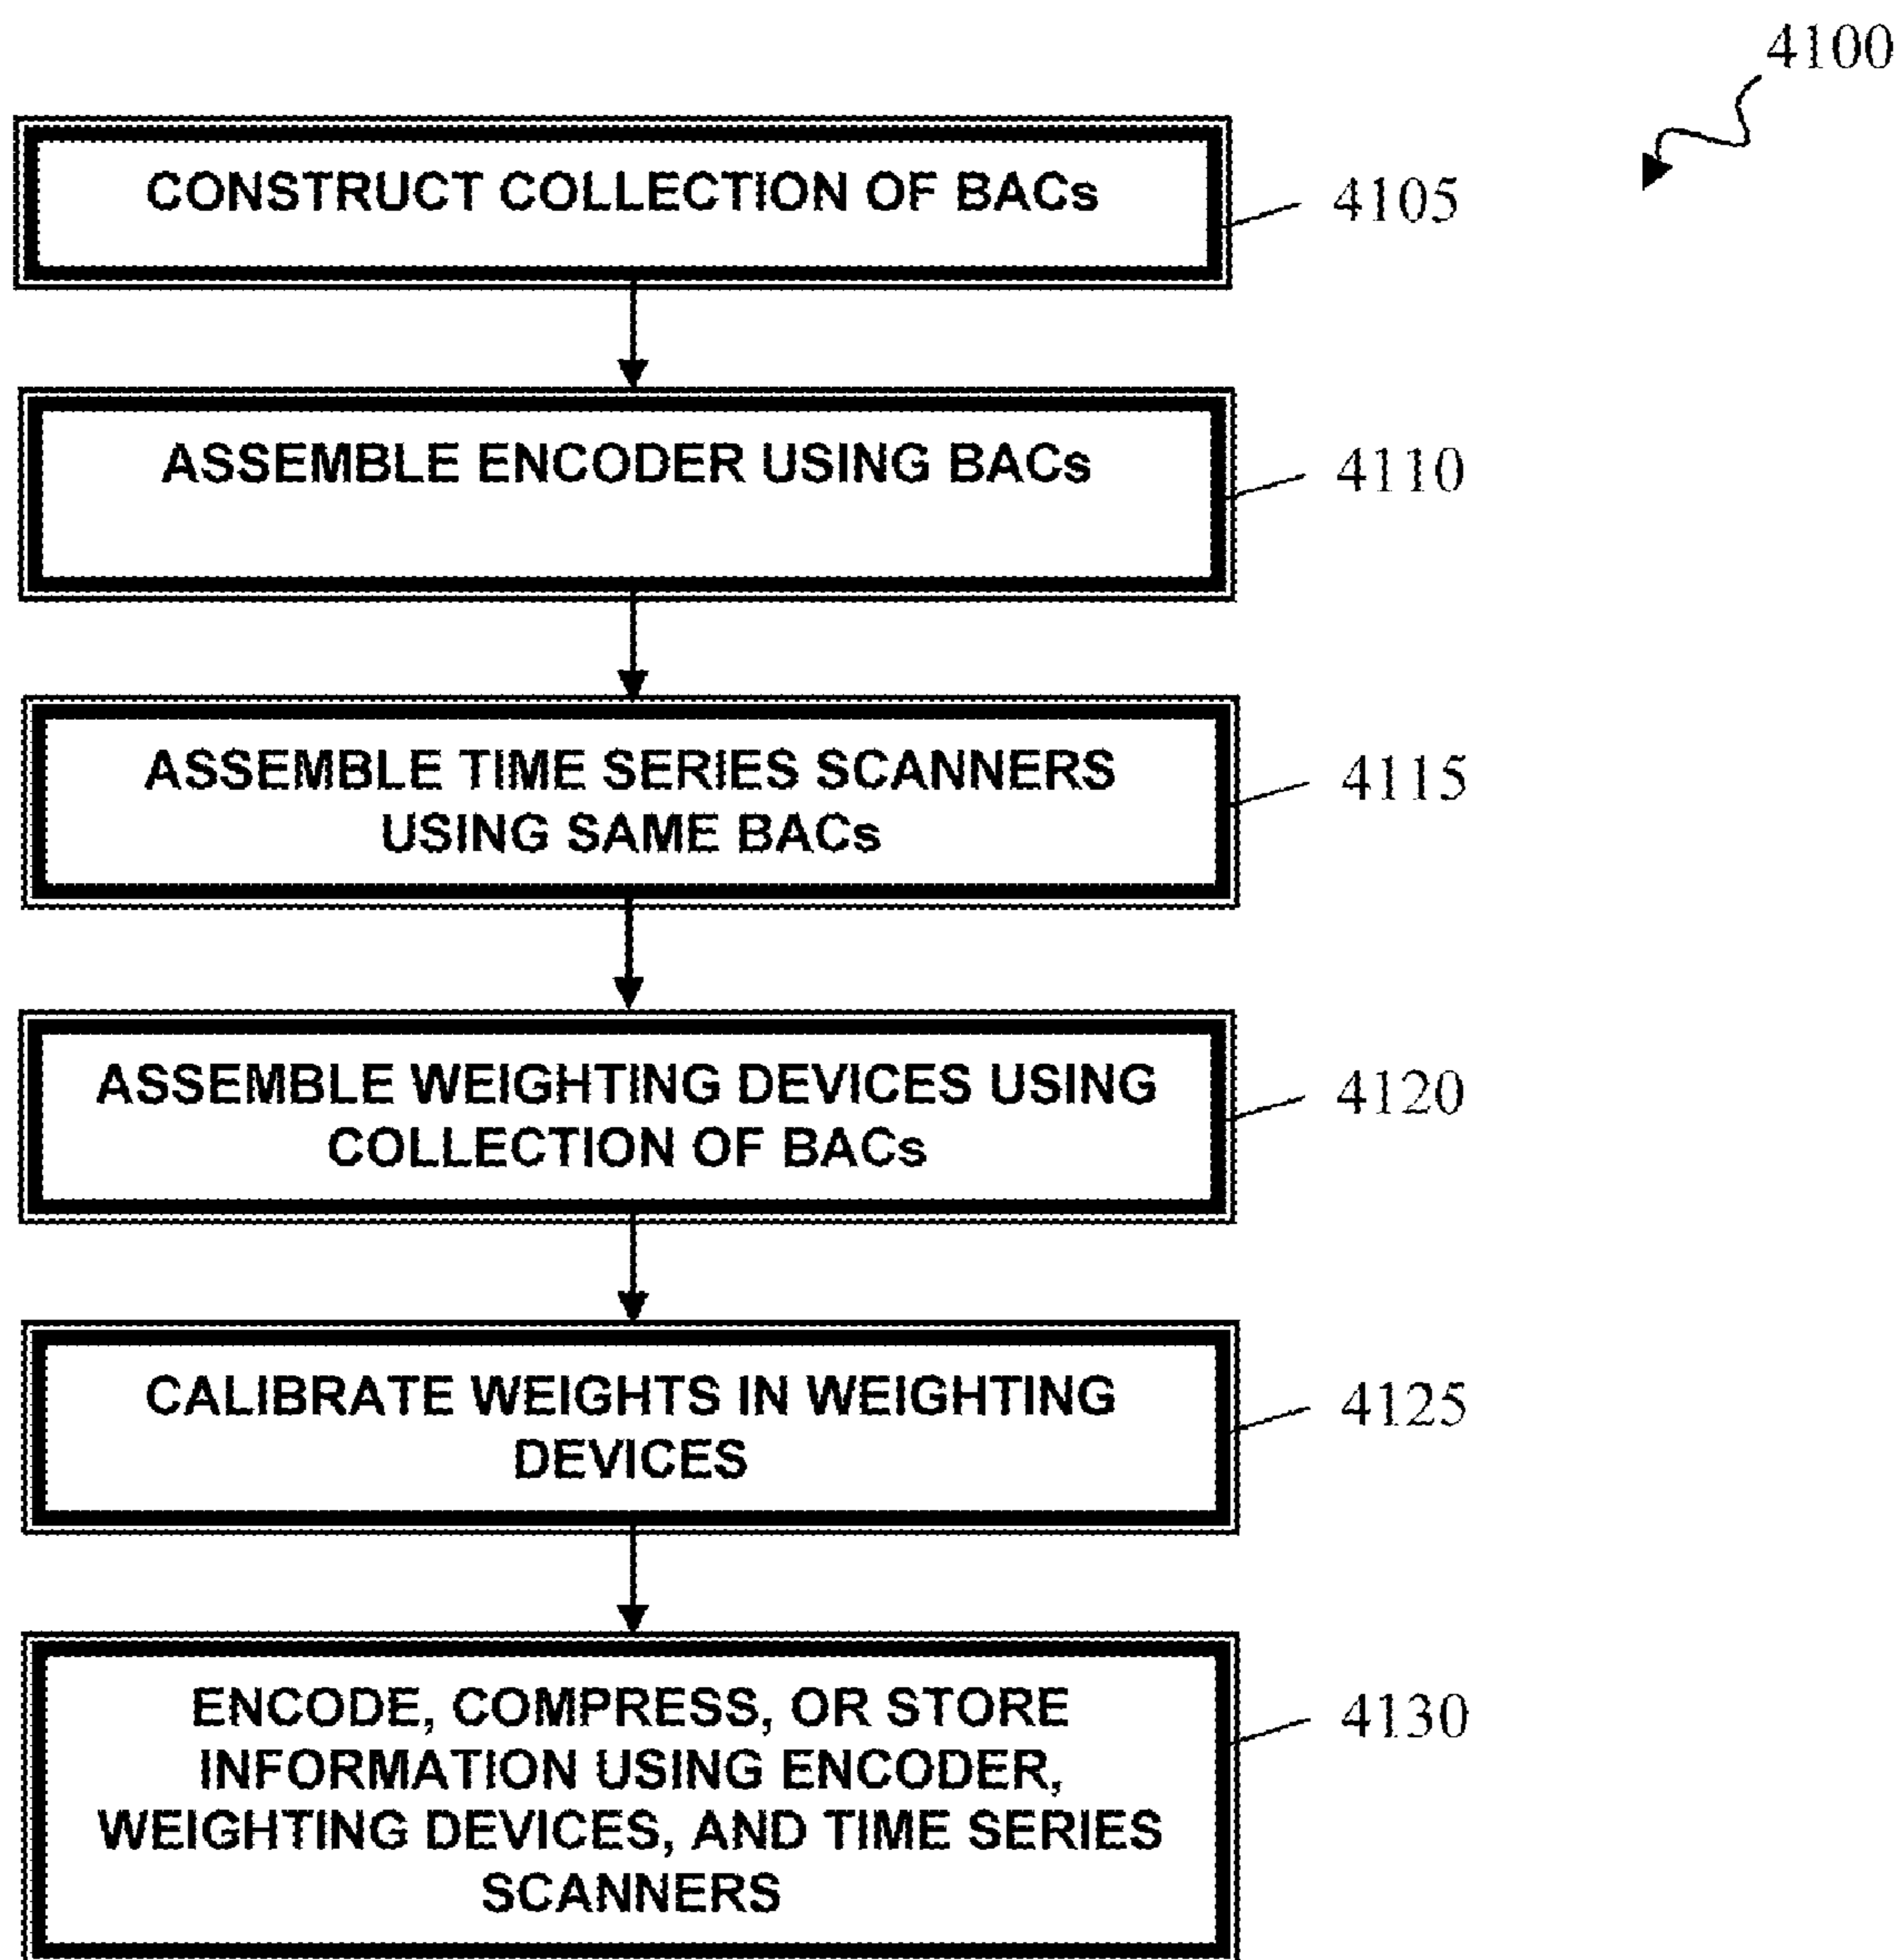 4100
CONSTRUCT COLLECTION OF BACs
4105
ASSEMBLE ENCODER USING BACs
4110
ASSEMBLE TIME SERIES SCANNERS
USING SAME BACs
4115
ASSEMBLE WEIGHTING DEVICES USING
COLLECTION OF BACs
4120
CALIBRATE WEIGHTS IN WEIGHTING
DEVICES
4125
ENCODE, COMPRESS, OR STORE
INFORMATION USING ENCODER,
WEIGHTING DEVICES, AND TIME SERIES
SCANNERS
4130